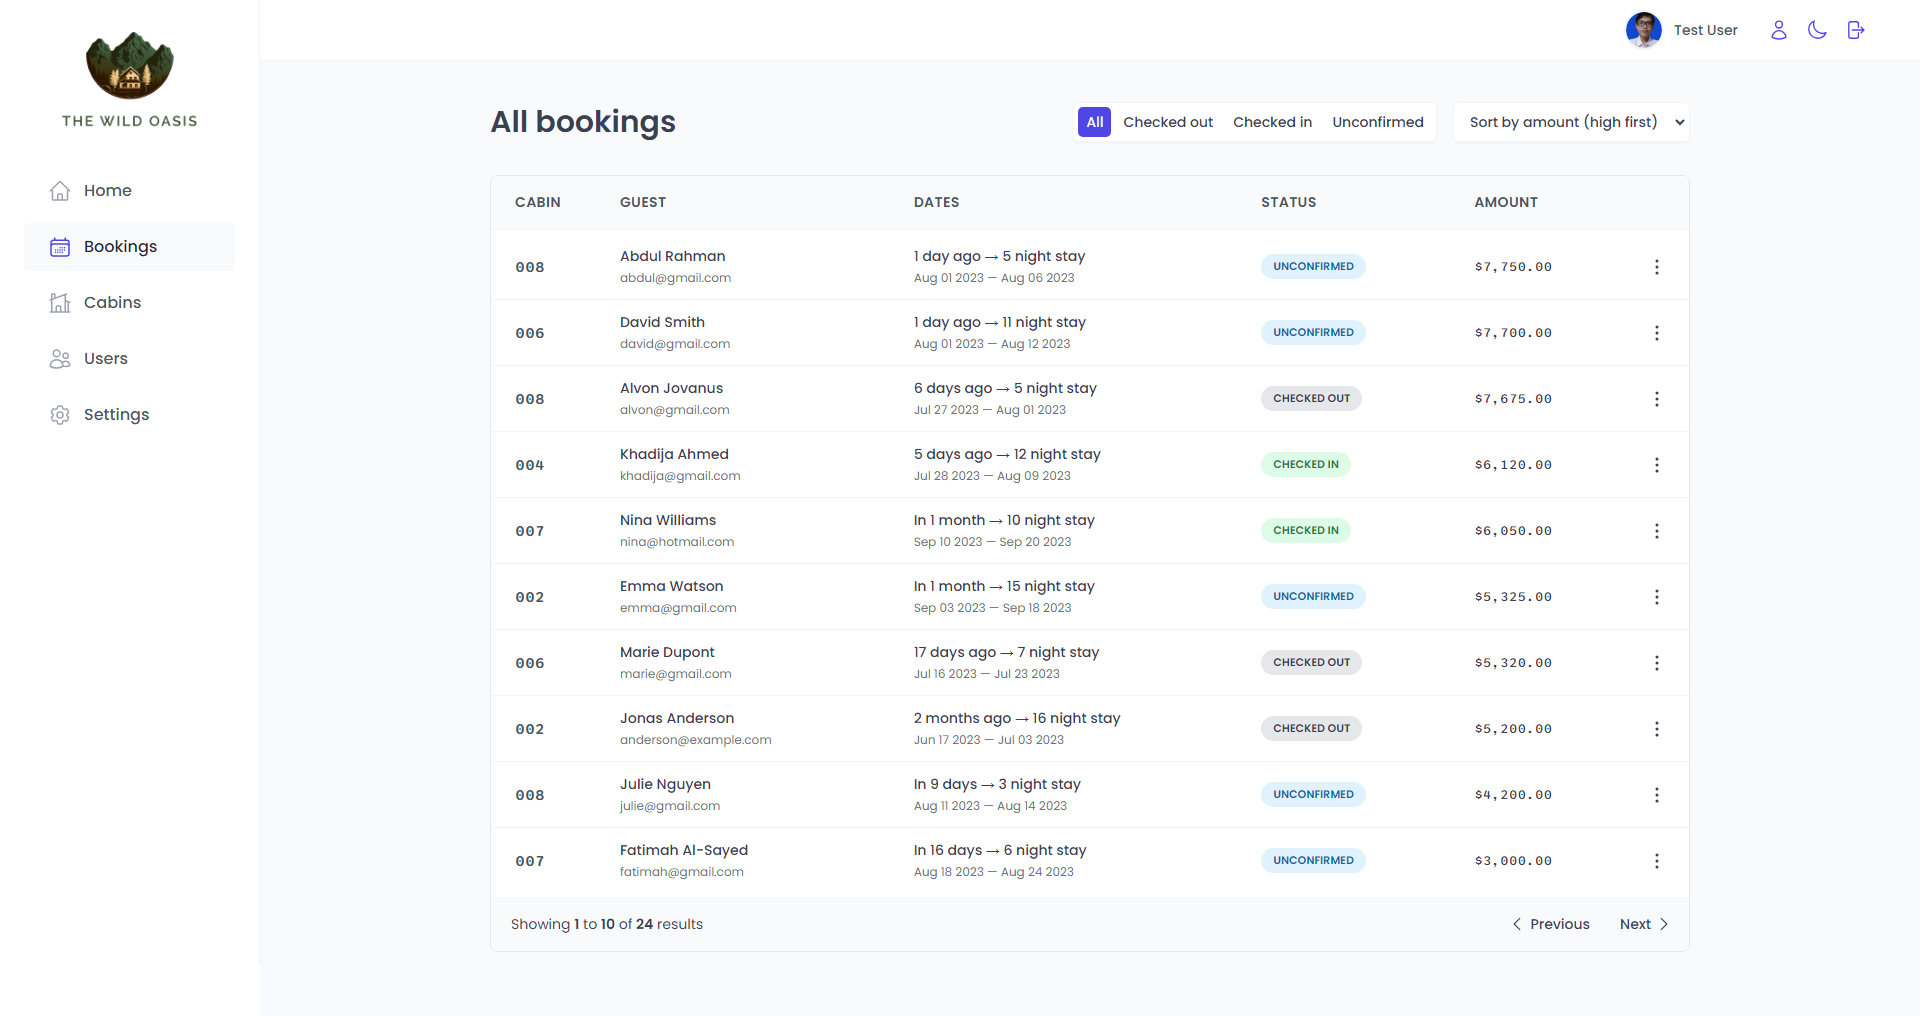 THE WILD OASIS
Home
Bookings
Cabins
Users
Settings
Test User
All bookings
All Checked out Checked in Unconfirmed
Sort by amount (high first)
CABIN GUEST DATES STATUS AMOUNT
008 Abdul Rahman 1 day ago → 5 night stay UNCONFIRMED $7,750.00
abdul@gmail.com Aug 01 2023 — Aug 06 2023
006 David Smith 1 day ago → 11 night stay UNCONFIRMED $7,700.00
david@gmail.com Aug 01 2023 — Aug 12 2023
008 Alvon Jovanus 6 days ago → 5 night stay CHECKED OUT $7,675.00
alvon@gmail.com Jul 27 2023 — Aug 01 2023
004 Khadija Ahmed 5 days ago → 12 night stay CHECKED IN $6,120.00
khadija@gmail.com Jul 28 2023 — Aug 09 2023
007 Nina Williams In 1 month → 10 night stay CHECKED IN $6,050.00
nina@hotmail.com Sep 10 2023 — Sep 20 2023
002 Emma Watson In 1 month → 15 night stay UNCONFIRMED $5,325.00
emma@gmail.com Sep 03 2023 — Sep 18 2023
006 Marie Dupont 17 days ago → 7 night stay CHECKED OUT $5,320.00
marie@gmail.com Jul 16 2023 — Jul 23 2023
002 Jonas Anderson 2 months ago → 16 night stay CHECKED OUT $5,200.00
anderson@example.com Jun 17 2023 — Jul 03 2023
008 Julie Nguyen In 9 days → 3 night stay UNCONFIRMED $4,200.00
julie@gmail.com Aug 11 2023 — Aug 14 2023
007 Fatimah Al-Sayed In 16 days → 6 night stay UNCONFIRMED $3,000.00
fatimah@gmail.com Aug 18 2023 — Aug 24 2023
Showing 1 to 10 of 24 results
Previous Next